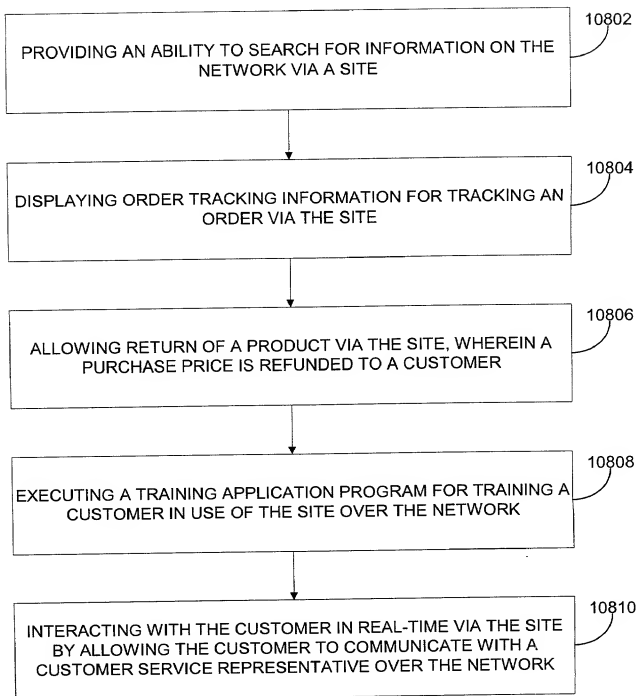 10802
PROVIDING AN ABILITY TO SEARCH FOR INFORMATION ON THE
NETWORK VIA A SITE
10804
DISPLAYING ORDER TRACKING INFORMATION FOR TRACKING AN
ORDER VIA THE SITE
10806
ALLOWING RETURN OF A PRODUCT VIA THE SITE, WHEREIN A
PURCHASE PRICE IS REFUNDED TO A CUSTOMER
10808
EXECUTING A TRAINING APPLICATION PROGRAM FOR TRAINING A
CUSTOMER IN USE OF THE SITE OVER THE NETWORK
10810
INTERACTING WITH THE CUSTOMER IN REAL-TIME VIA THE SITE
BY ALLOWING THE CUSTOMER TO COMMUNICATE WITH A
CUSTOMER SERVICE REPRESENTATIVE OVER THE NETWORK